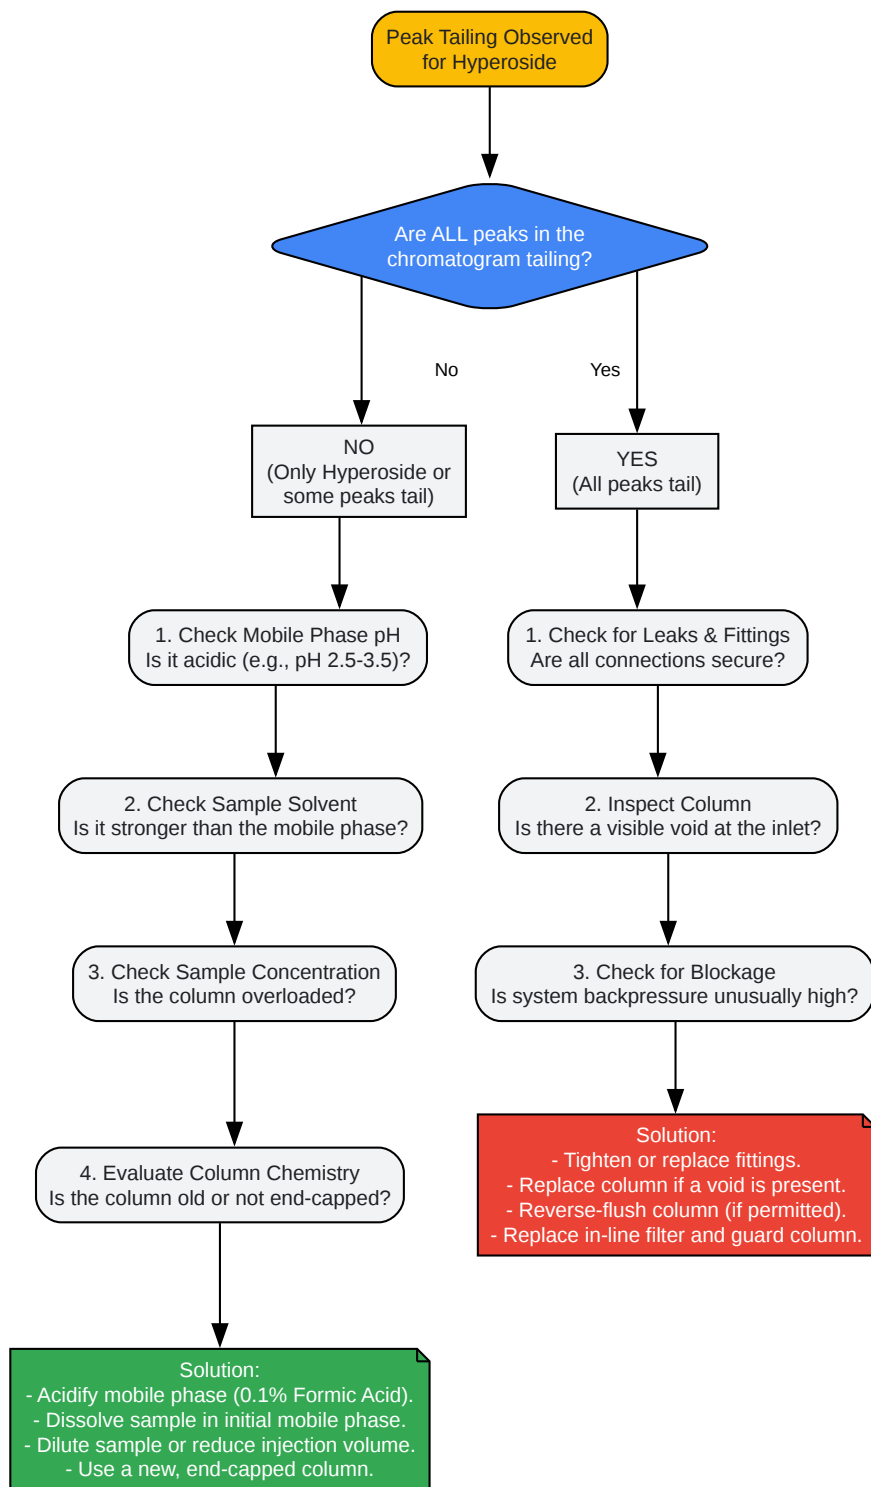 Peak Tailing Observed
for Hyperoside
Are ALL peaks in the
chromatogram tailing?
No
Yes
NO
(Only Hyperoside or
some peaks tail)
YES
(All peaks tail)
1. Check Mobile Phase pH
Is it acidic (e.g., pH 2.5-3.5)?
1. Check for Leaks & Fittings
Are all connections secure?
2. Check Sample Solvent
Is it stronger than the mobile phase?
2. Inspect Column
Is there a visible void at the inlet?
3. Check Sample Concentration
Is the column overloaded?
3. Check for Blockage
Is system backpressure unusually high?
4. Evaluate Column Chemistry
Is the column old or not end-capped?
Solution:
- Tighten or replace fittings.
- Replace column if a void is present.
- Reverse-flush column (if permitted).
- Replace in-line filter and guard column.
Solution:
- Acidify mobile phase (0.1% Formic Acid).
- Dissolve sample in initial mobile phase.
- Dilute sample or reduce injection volume.
- Use a new, end-capped column.